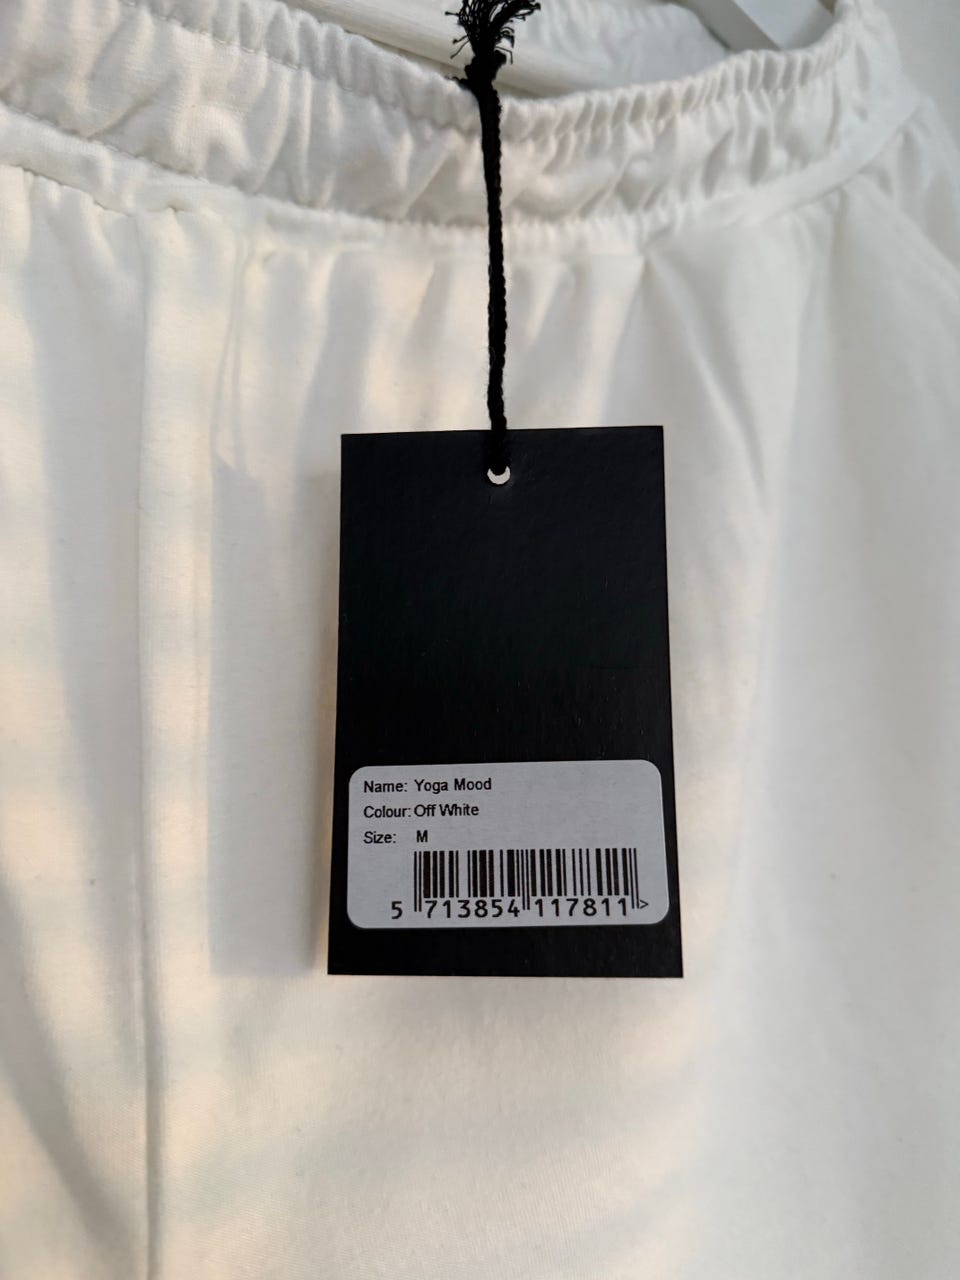 Name: Yoga Mood
Colour: Off White
Size: M
5 713854 117811 >